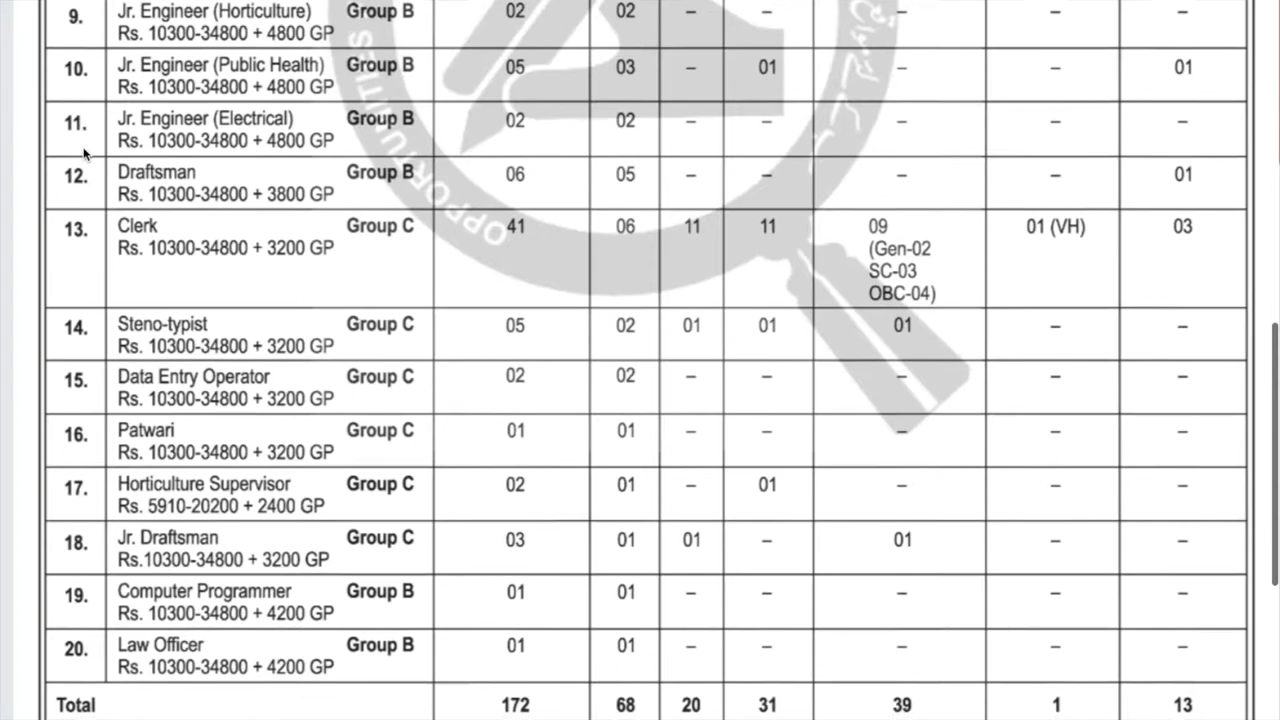 9. Jr. Engineer (Horticulture) Group B 02 02 – – – – –
Rs. 10300-34800 + 4800 GP
10. Jr. Engineer (Public Health) Group B 05 03 – 01 – – 01
Rs. 10300-34800 + 4800 GP
11. Jr. Engineer (Electrical) Group B 02 02 – – – – –
Rs. 10300-34800 + 4800 GP
12. Draftsman Group B 06 05 – – – – 01
Rs. 10300-34800 + 3800 GP
13. Clerk Group C 41 06 11 11 09 01 (VH) 03
Rs. 10300-34800 + 3200 GP (Gen-02
SC-03
OBC-04)
14. Steno-typist Group C 05 02 01 01 01 – –
Rs. 10300-34800 + 3200 GP
15. Data Entry Operator Group C 02 02 – – – – –
Rs. 10300-34800 + 3200 GP
16. Patwari Group C 01 01 – – – – –
Rs. 10300-34800 + 3200 GP
17. Horticulture Supervisor Group C 02 01 – 01 – – –
Rs. 5910-20200 + 2400 GP
18. Jr. Draftsman Group C 03 01 01 – 01 – –
Rs.10300-34800 + 3200 GP
19. Computer Programmer Group B 01 01 – – – – –
Rs. 10300-34800 + 4200 GP
20. Law Officer Group B 01 01 – – – – –
Rs. 10300-34800 + 4200 GP
Total 172 68 20 31 39 1 13
OPPORTUNITIES